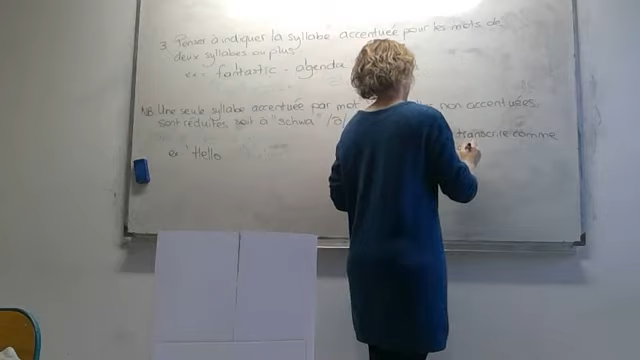 3. Penser à indiquer la syllabe accentuée pour les mots de
deux syllabes ou plus.
ex: fantastic - agenda
NB. Une seule syllabe accentuée par mot non accentuées
sont réduites soit à "schwa" /ə/
transcrire comme
ex 'Hello